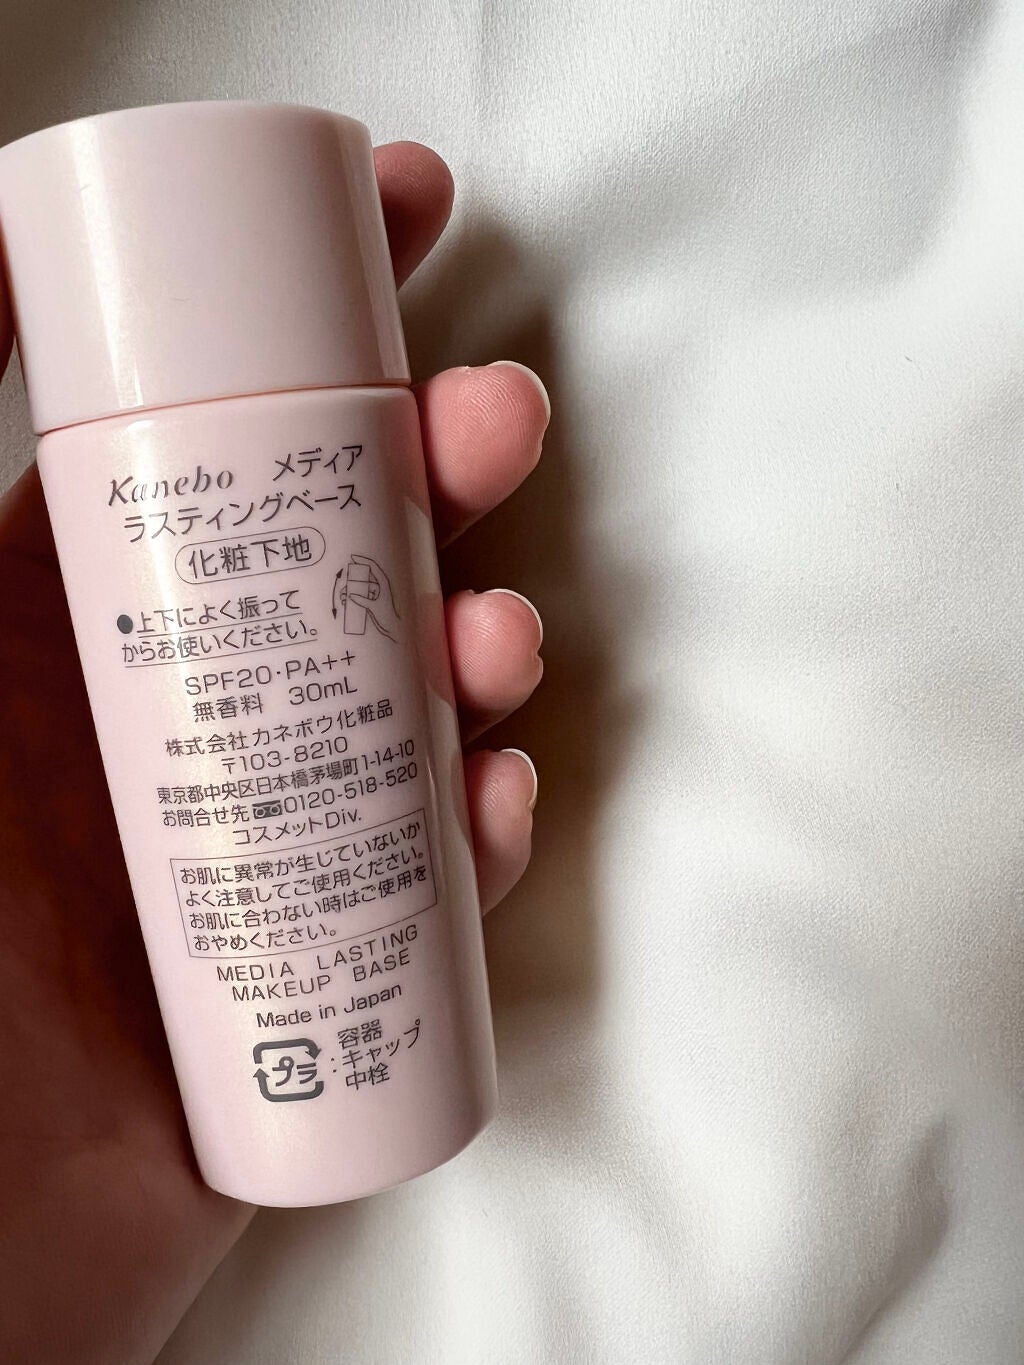 Kanebo メディア
ラスティングベース
化粧下地
●上下によく振って
からお使いください。
SPF20・PA++
無香料 30mL
株式会社カネボウ化粧品
〒103-8210
東京都中央区日本橋茅場町1-14-10
お問合せ先 0120-518-520
コスメットDiv.
お肌に異常が生じていないか
よく注意してご使用ください。
お肌に合わない時はご使用を
おやめください。
MEDIA LASTING
MAKEUP BASE
Made in Japan
プラ
容器
:キャップ
中栓